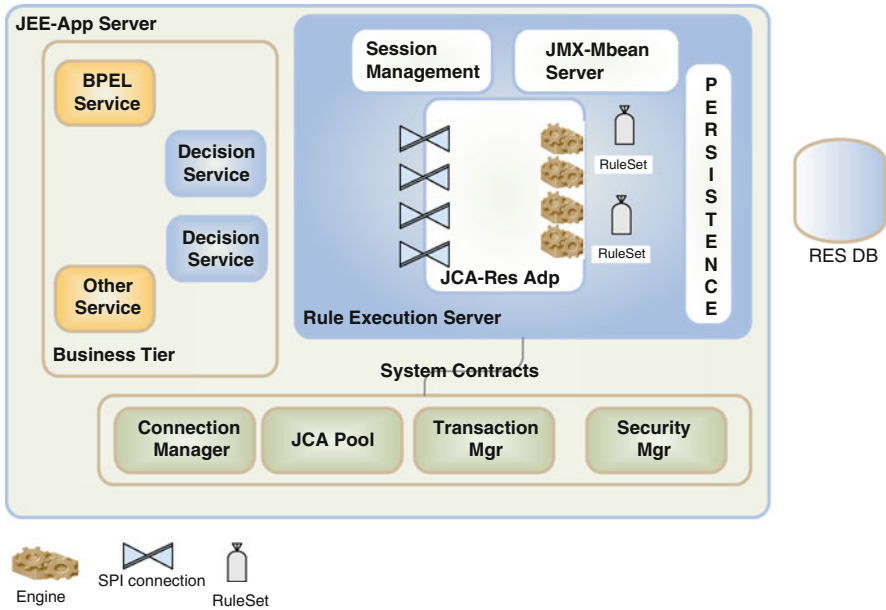 JEE-App Server
BPEL
Service
Decision
Service
Decision
Service
Other
Service
Business Tier
Session
Management
JMX-Mbean
Server
RuleSet
RuleSet
JCA-Res Adp
PERSISTENCE
Rule Execution Server
RES DB
System Contracts
Connection
Manager
JCA Pool
Transaction
Mgr
Security
Mgr
Engine
SPI connection
RuleSet